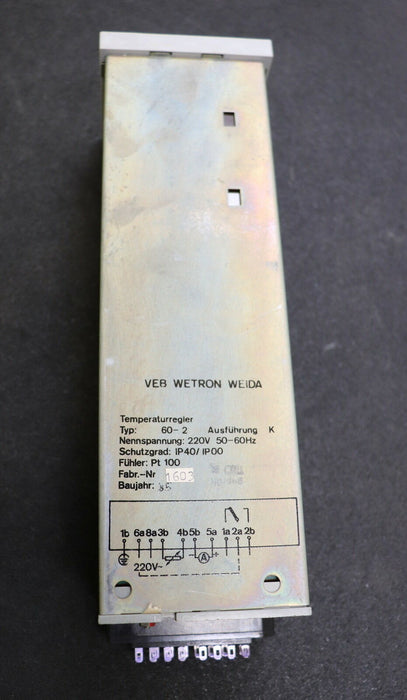 VEB WETRON WEIDA
Temperaturregler
Typ: 60-2 Ausführung K
Nennspannung: 220V 50-60Hz
Schutzgrad: IP40/IP00
Fühler: Pt 100
Fabr.-Nr 1603
Baujahr:
1b 6a 8a 3b 4b 5b 5a 1a 2a 2b
- A +
220V~